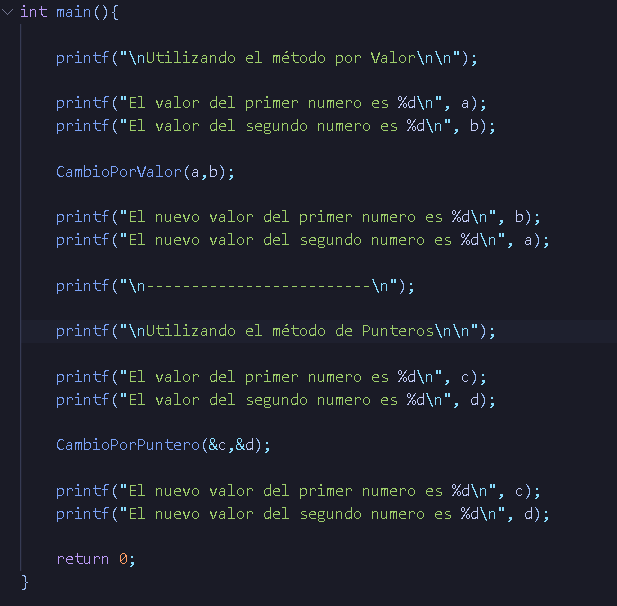 int main(){
printf("\nUtilizando el método por Valor\n\n");
printf("El valor del primer numero es %d\n", a);
printf("El valor del segundo numero es %d\n", b);
CambioPorValor(a,b);
printf("El nuevo valor del primer numero es %d\n", b);
printf("El nuevo valor del segundo numero es %d\n", a);
printf("\n-------------------------\n");
printf("\nUtilizando el método de Punteros\n\n");
printf("El valor del primer numero es %d\n", c);
printf("El valor del segundo numero es %d\n", d);
CambioPorPuntero(&c,&d);
printf("El nuevo valor del primer numero es %d\n", c);
printf("El nuevo valor del segundo numero es %d\n", d);
return 0;
}